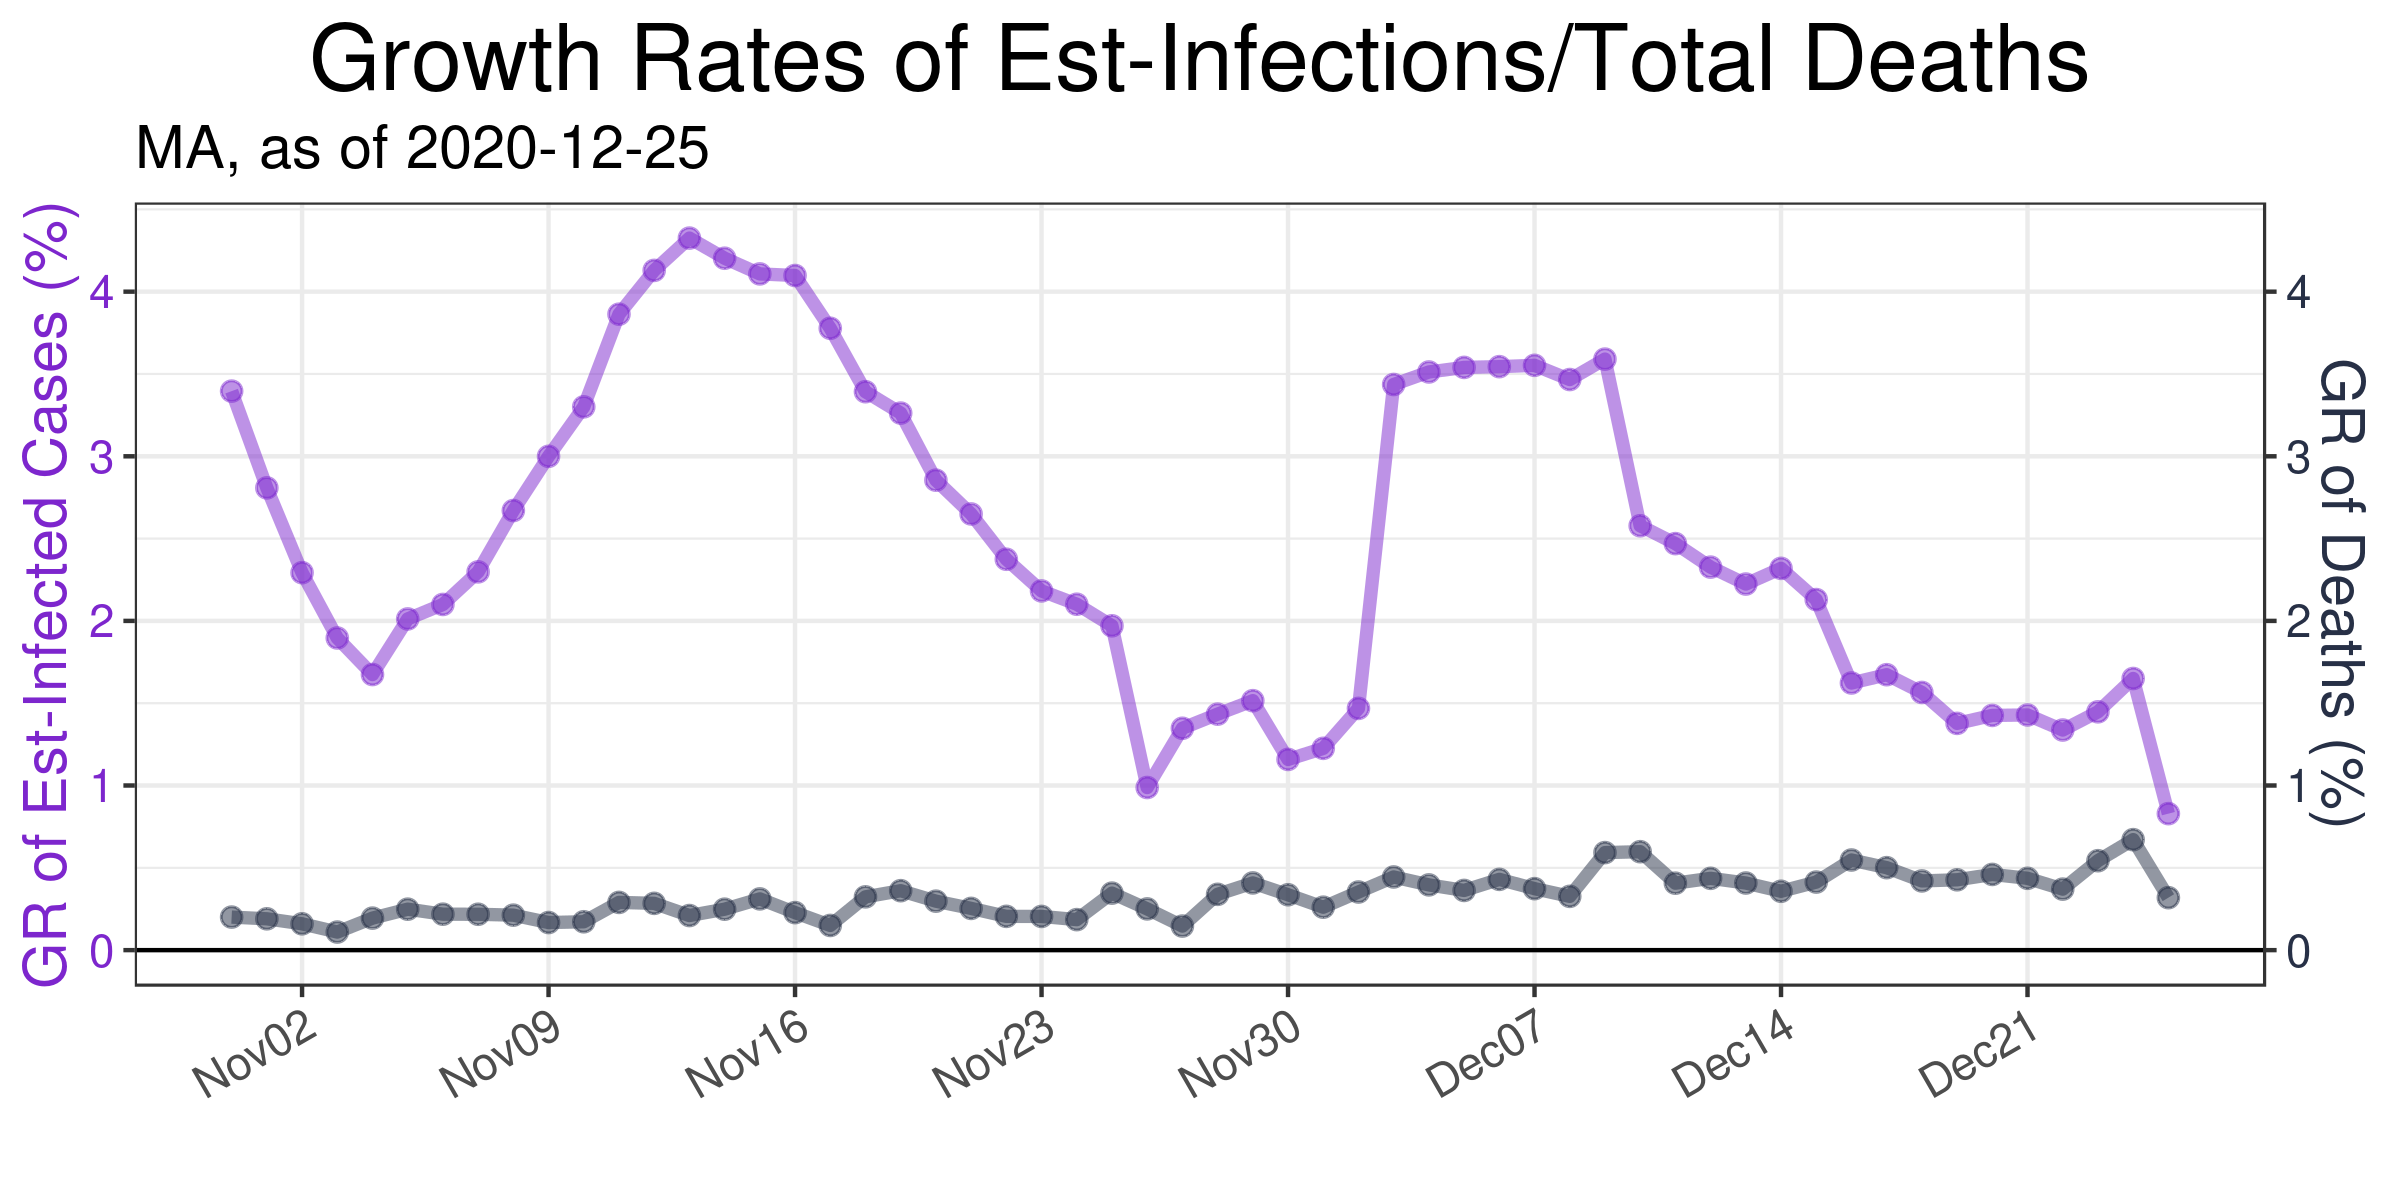 Growth Rates of Est-Infections/Total Deaths
MA, as of 2020-12-25
GR of Est-Infected Cases (%)
4
3
2
1
0
4
3
2
1
0
GR of Deaths (%)
Nov02
Nov09
Nov16
Nov23
Nov30
Dec07
Dec14
Dec21